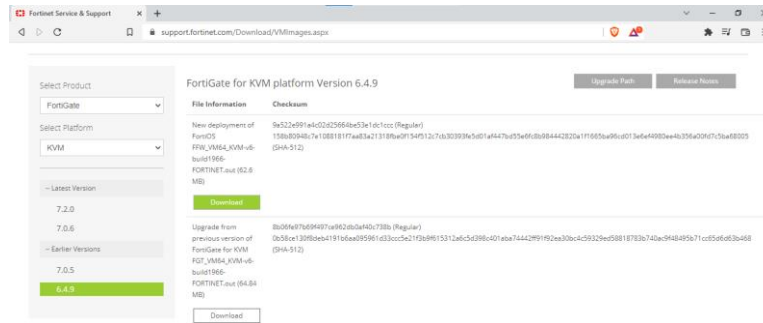 Fortinet Service & Support
support.fortinet.com/Download/VMImages.aspx
Select Product
FortiGate
Select Platform
KVM
– Latest Version
7.2.0
7.0.6
– Earlier Versions
7.0.5
6.4.9
FortiGate for KVM platform Version 6.4.9
Upgrade Path
Release Notes
File Information Checksum
New deployment of
FortiOS
FFW_VM64_KVM-v6-
build1966-
FORTINET.out (62.6
MB)
(Regular)
(SHA-512)
Download
Upgrade from
previous version of
FortiGate for KVM
FGT_VM64_KVM-v6-
build1966-
FORTINET.out (64.84
MB)
(Regular)
(SHA-512)
Download